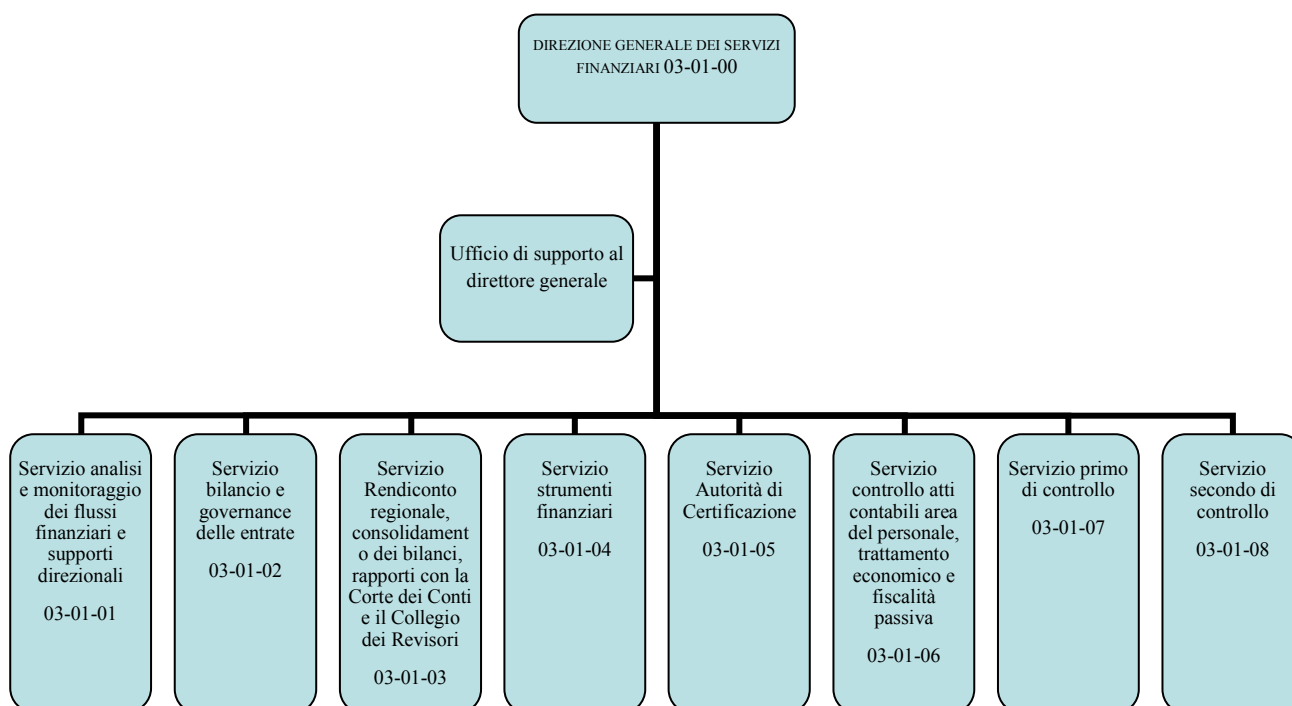 DIREZIONE GENERALE DEI SERVIZI
FINANZIARI 03-01-00
Ufficio di supporto al
direttore generale
Servizio analisi
e monitoraggio
dei flussi
finanziari e
supporti
direzionali
03-01-01
Servizio
bilancio e
governance
delle entrate
03-01-02
Servizio
Rendiconto
regionale,
consolidament
o dei bilanci,
rapporti con la
Corte dei Conti
e il Collegio
dei Revisori
03-01-03
Servizio
strumenti
finanziari
03-01-04
Servizio
Autorità di
Certificazione
03-01-05
Servizio
controllo atti
contabili area
del personale,
trattamento
economico e
fiscalità
passiva
03-01-06
Servizio primo
di controllo
03-01-07
Servizio
secondo di
controllo
03-01-08